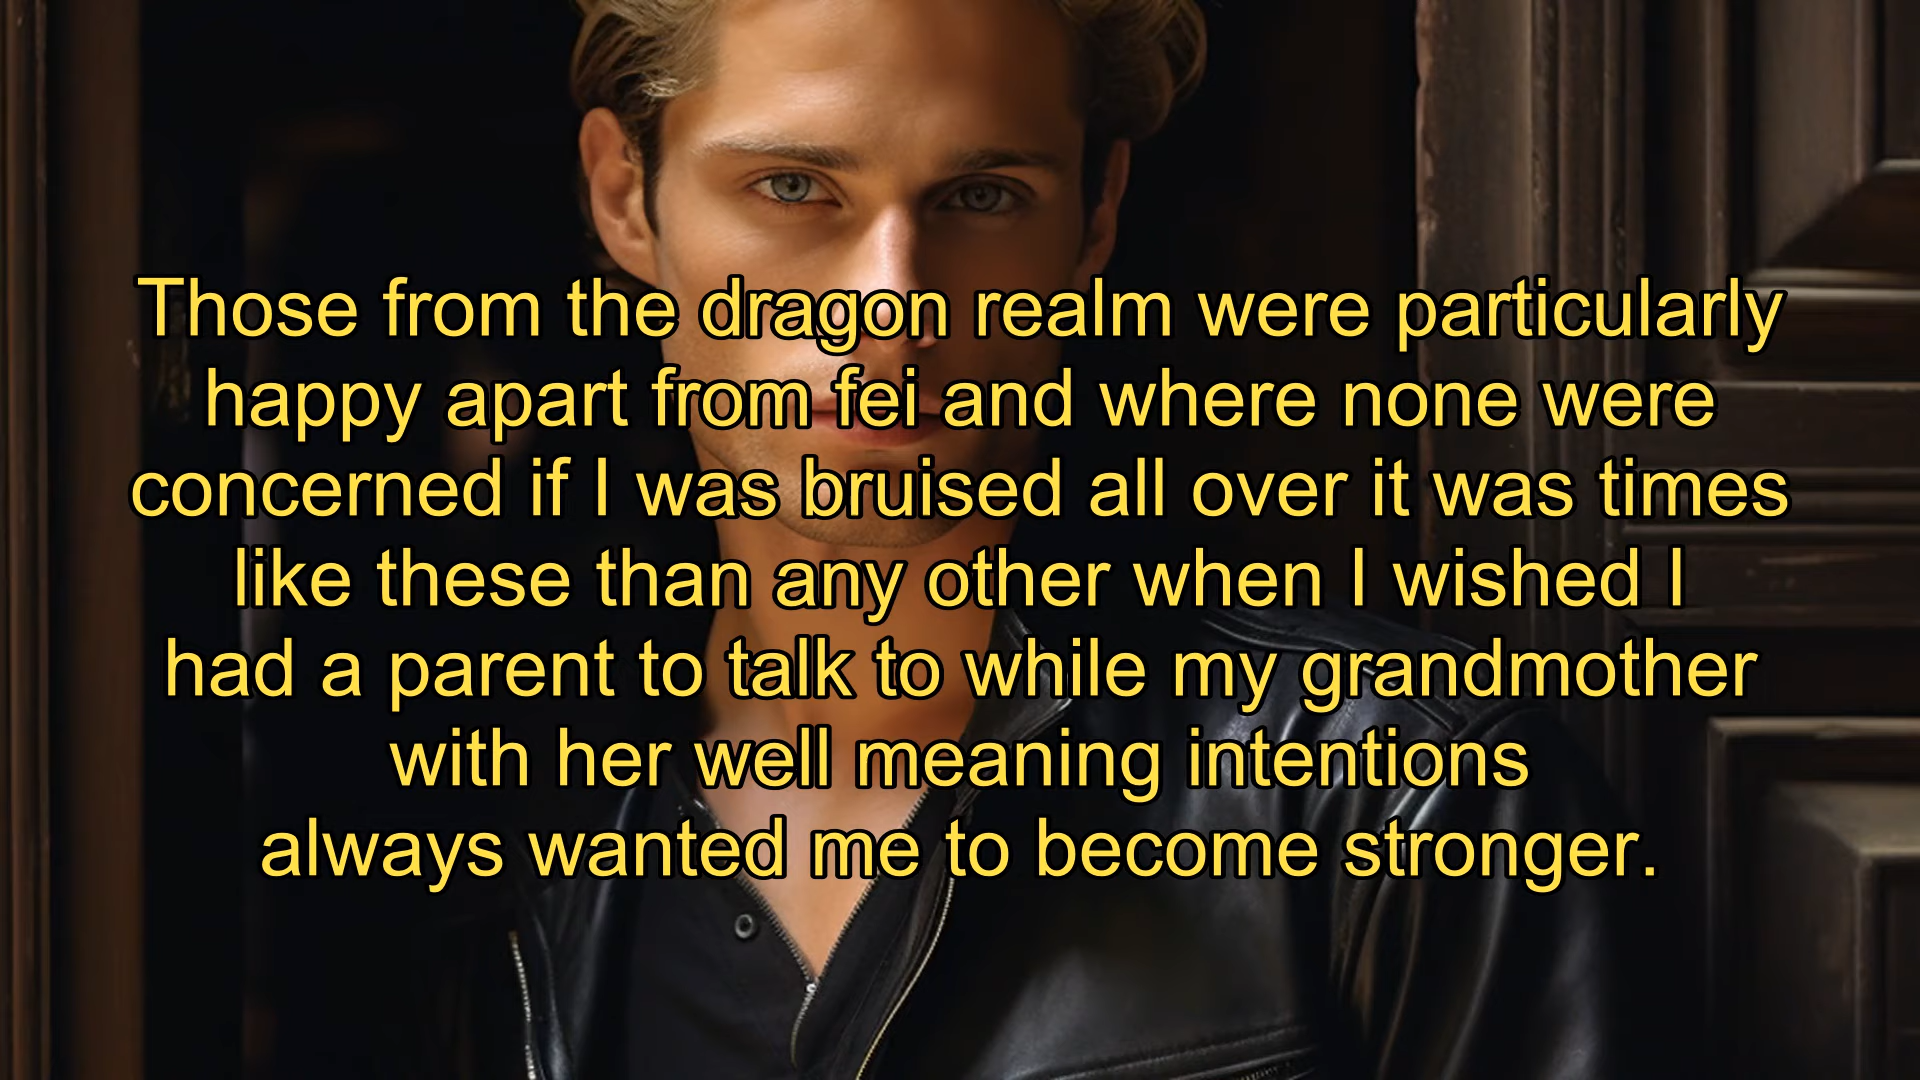 Those from the dragon realm were particularly
happy apart from fei and where none were
concerned if I was bruised all over it was times
like these than any other when I wished I
had a parent to talk to while my grandmother
with her well meaning intentions
always wanted me to become stronger.